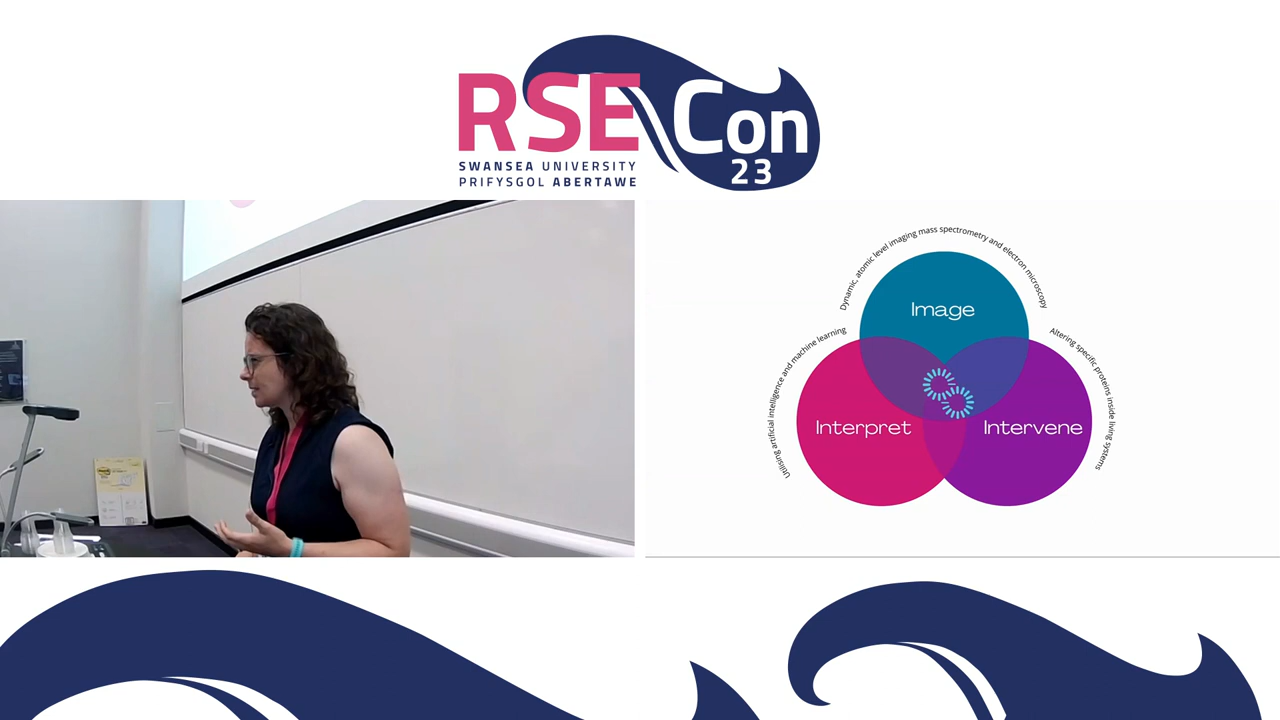 RSE Con
23
SWANSEA UNIVERSITY
PRIFYSGOL ABERTAWE
Dynamic, atomic level imaging mass spectrometry and electron microscopy
Image
Utilising artificial intelligence and machine learning
Altering specific proteins inside living systems
Interpret
Intervene